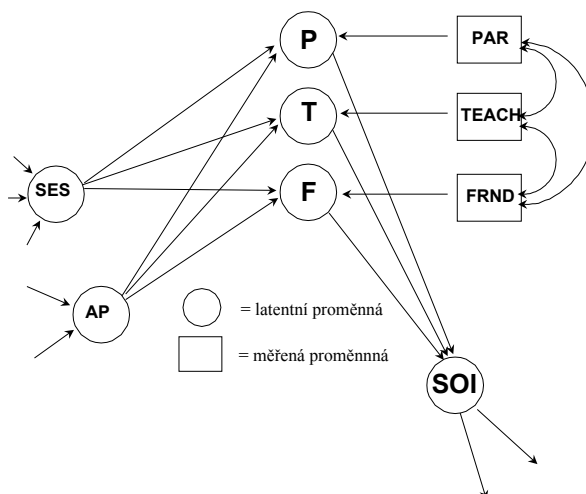 P
PAR
T
TEACH
F
FRND
SES
AP
= latentní proměnná
= měřená proměnnná
SOI